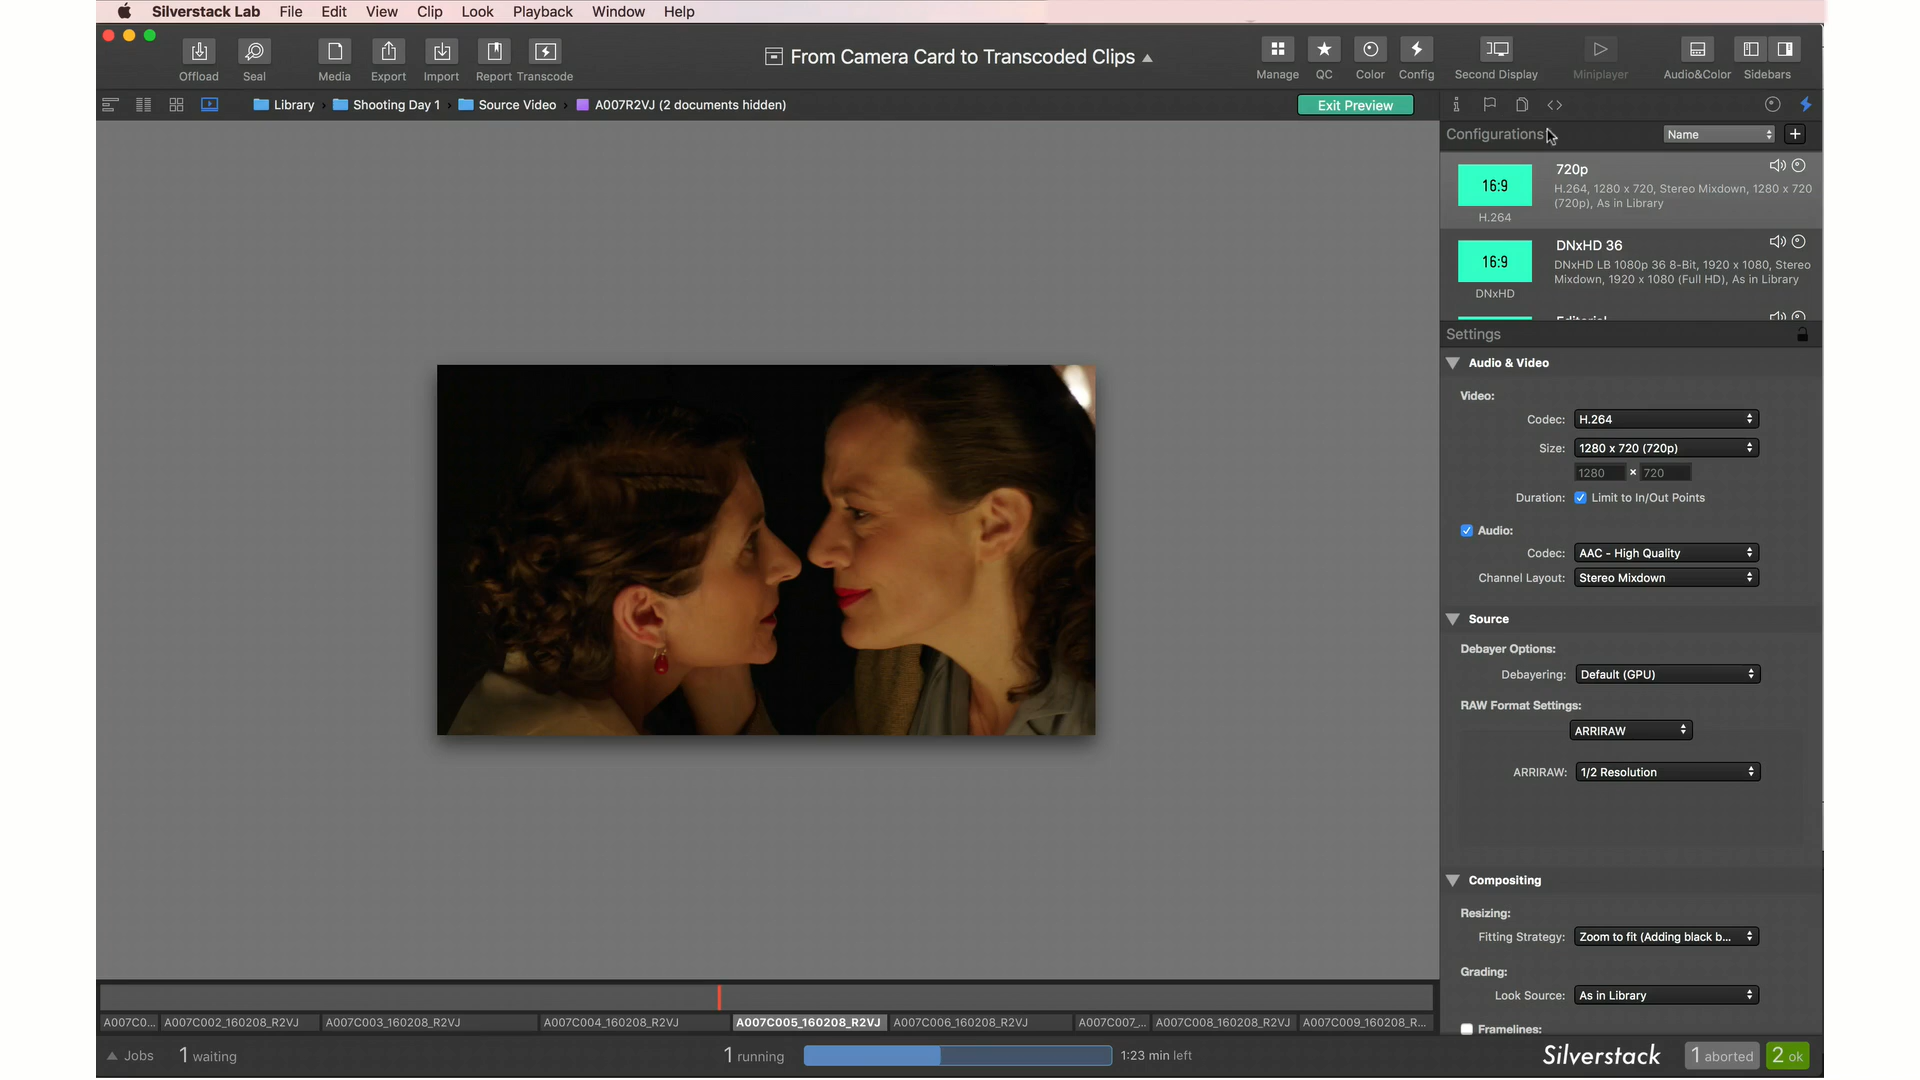 Silverstack Lab File Edit View Clip Look Playback Window Help
Offload Seal Media Export Import Report Transcode
From Camera Card to Transcoded Clips
Manage QC Color Config Second Display Miniplayer Audio&Color Sidebars
Library Shooting Day 1 Source Video A007R2VJ (2 documents hidden)
Exit Preview
Configurations Name
720p
H.264, 1280 x 720, Stereo Mixdown, 1280 x 720
(720p), As in Library
16:9
H.264
DNxHD 36
DNxHD LB 1080p 36 8-Bit, 1920 x 1080, Stereo
Mixdown, 1920 x 1080 (Full HD), As in Library
16:9
DNxHD
Settings
Audio & Video
Video:
Codec: H.264
Size: 1280 x 720 (720p)
1280 × 720
Duration: Limit to In/Out Points
Audio:
Codec: AAC - High Quality
Channel Layout: Stereo Mixdown
Source
Debayer Options:
Debayering: Default (GPU)
RAW Format Settings:
ARRIRAW
ARRIRAW: 1/2 Resolution
Compositing
Resizing:
Fitting Strategy: Zoom to fit (Adding black b...
Grading:
Look Source: As in Library
Framelines:
A007C0... A007C002_160208_R2VJ A007C003_160208_R2VJ A007C004_160208_R2VJ A007C005_160208_R2VJ A007C006_160208_R2VJ A007C007_... A007C008_160208_R2VJ A007C009_160208_R...
Jobs 1 waiting 1 running 1:23 min left Silverstack 1 aborted 2 ok